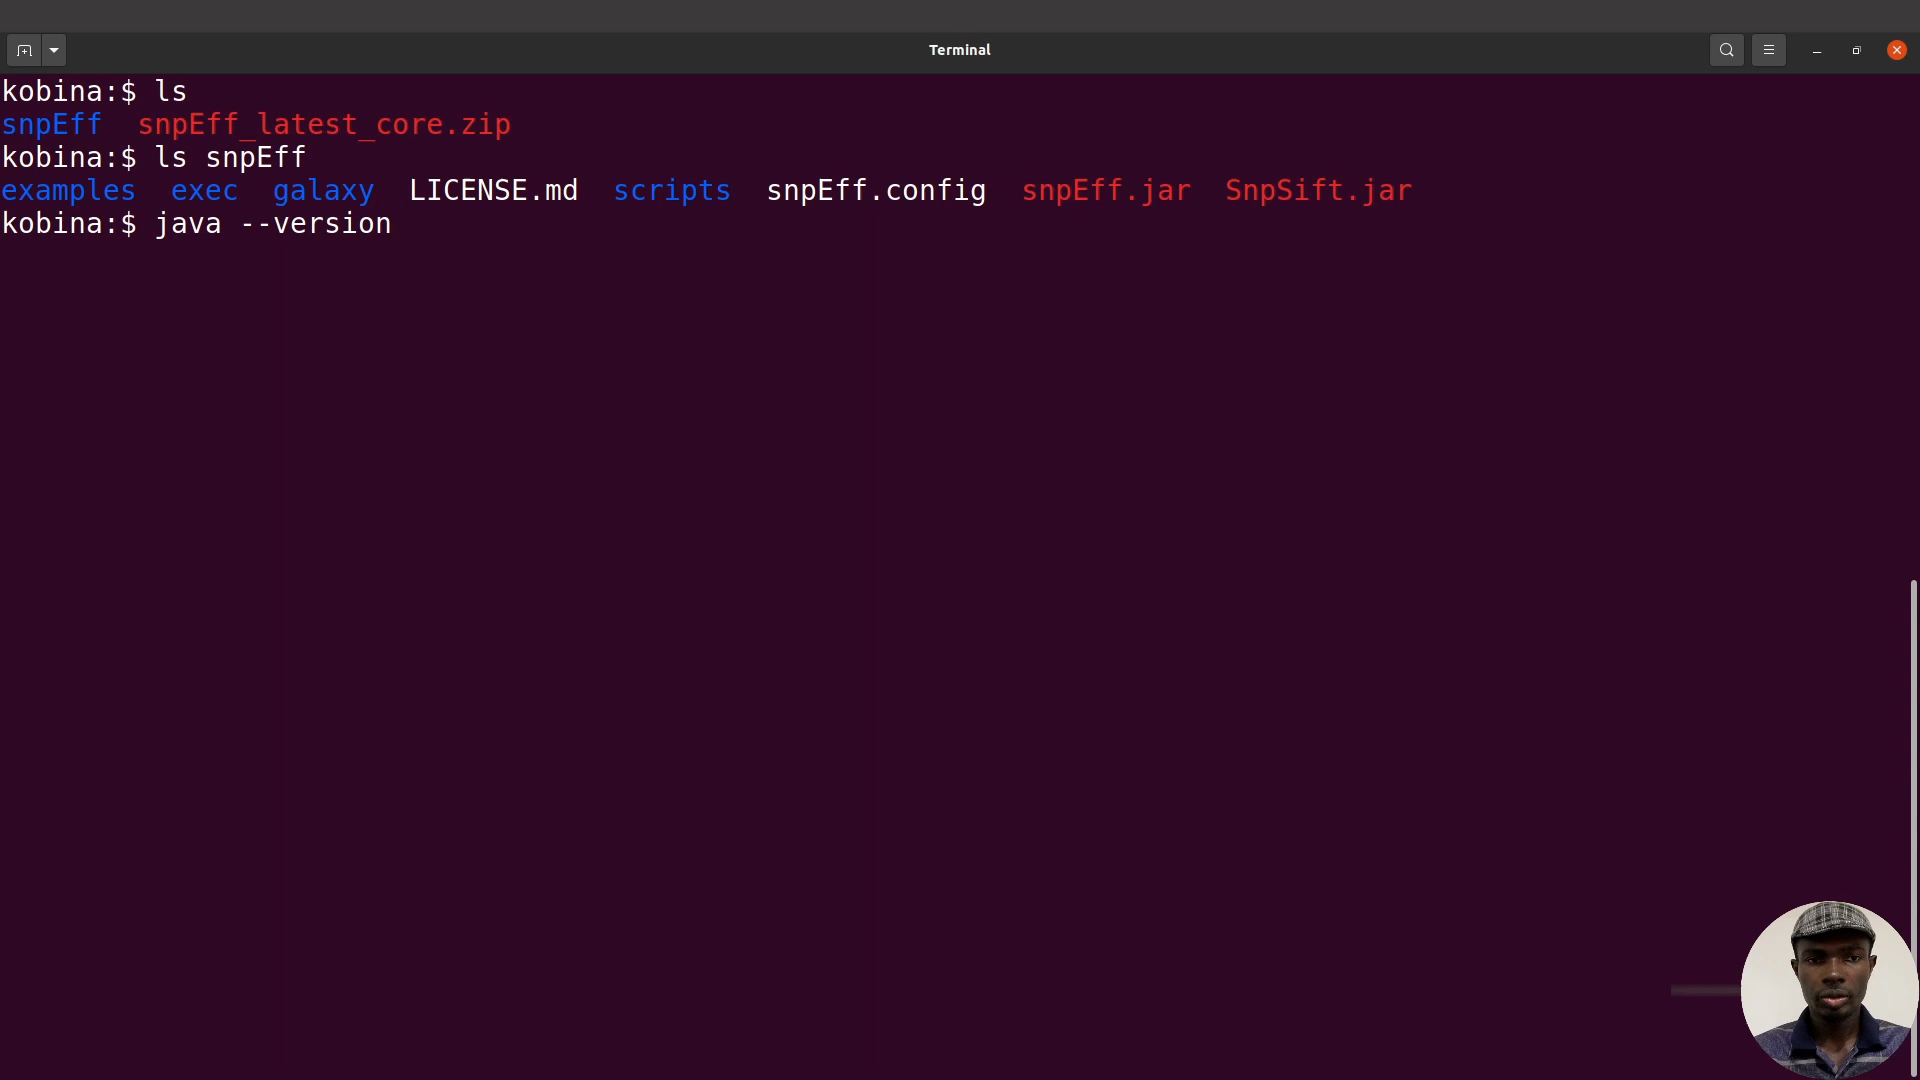 Terminal
kobina:$ ls
snpEff  snpEff_latest_core.zip
kobina:$ ls snpEff
examples  exec  galaxy  LICENSE.md  scripts  snpEff.config  snpEff.jar  SnpSift.jar
kobina:$ java --version